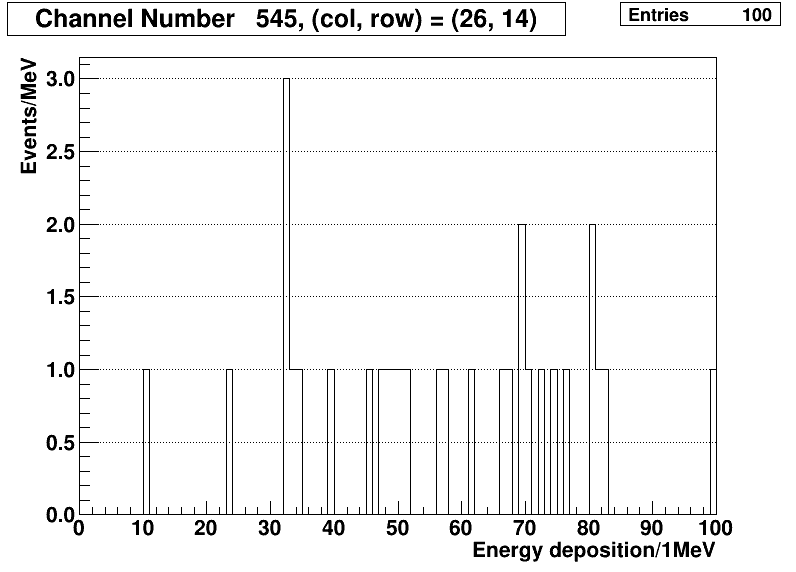 Channel Number 545, (col, row) = (26, 14)
Entries 100
Events/MeV
3.0
2.5
2.0
1.5
1.0
0.5
0.0
0 10 20 30 40 50 60 70 80 90 100
Energy deposition/1MeV